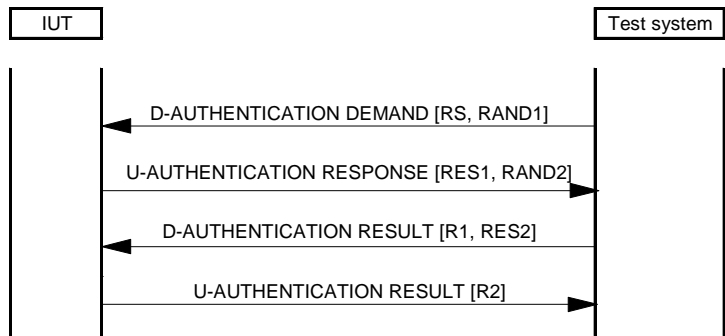 IUT
Test system
D-AUTHENTICATION DEMAND [RS, RAND1]
U-AUTHENTICATION RESPONSE [RES1, RAND2]
D-AUTHENTICATION RESULT [R1, RES2]
U-AUTHENTICATION RESULT [R2]